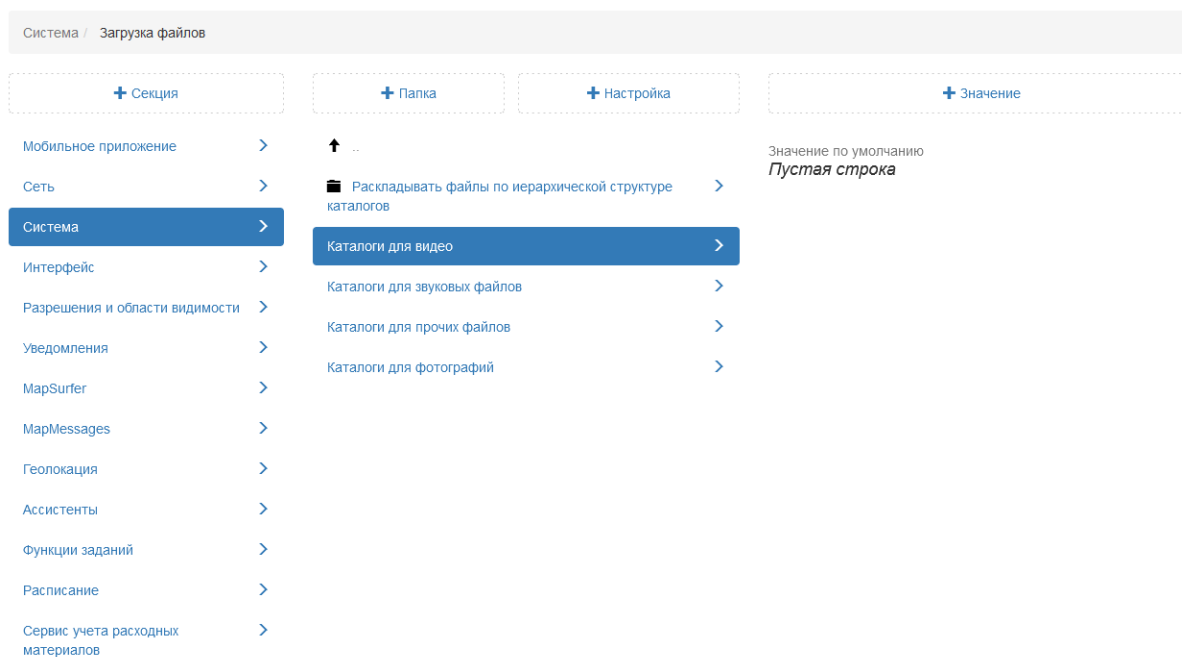 Система / Загрузка файлов
+ Секция
+ Папка
+ Настройка
+ Значение
Мобильное приложение
Сеть
Система
Интерфейс
Разрешения и области видимости
Уведомления
MapSurfer
MapMessages
Геолокация
Ассистенты
Функции заданий
Расписание
Сервис учета расходных
материалов
..
Раскладывать файлы по иерархической структуре
каталогов
Каталоги для видео
Каталоги для звуковых файлов
Каталоги для прочих файлов
Каталоги для фотографий
Значение по умолчанию
Пустая строка